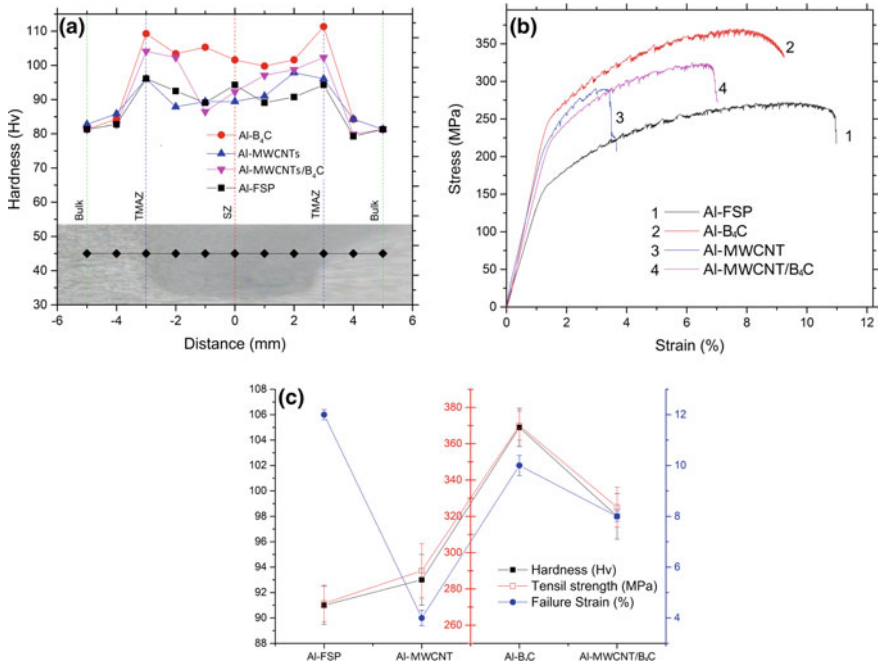 (a)
Hardness (Hv)
110
100
90
80
70
60
50
40
30
Al-B₄C
Al-MWCNTs
Al-MWCNTs/B₄C
Al-FSP
Bulk
TMAZ
SZ
TMAZ
Bulk
-6 -4 -2 0 2 4 6
Distance (mm)
(b)
Stress (MPa)
350
300
250
200
150
100
50
0
2
4
3
1
1 Al-FSP
2 Al-B₄C
3 Al-MWCNT
4 Al-MWCNT/B₄C
0 2 4 6 8 10 12
Strain (%)
(c)
108
106
104
102
100
98
96
94
92
90
88
380
360
340
320
300
280
260
12
10
8
6
4
Hardness (Hv)
Tensil strength (MPa)
Failure Strain (%)
Al-FSP Al-MWCNT Al-B₄C Al-MWCNT/B₄C